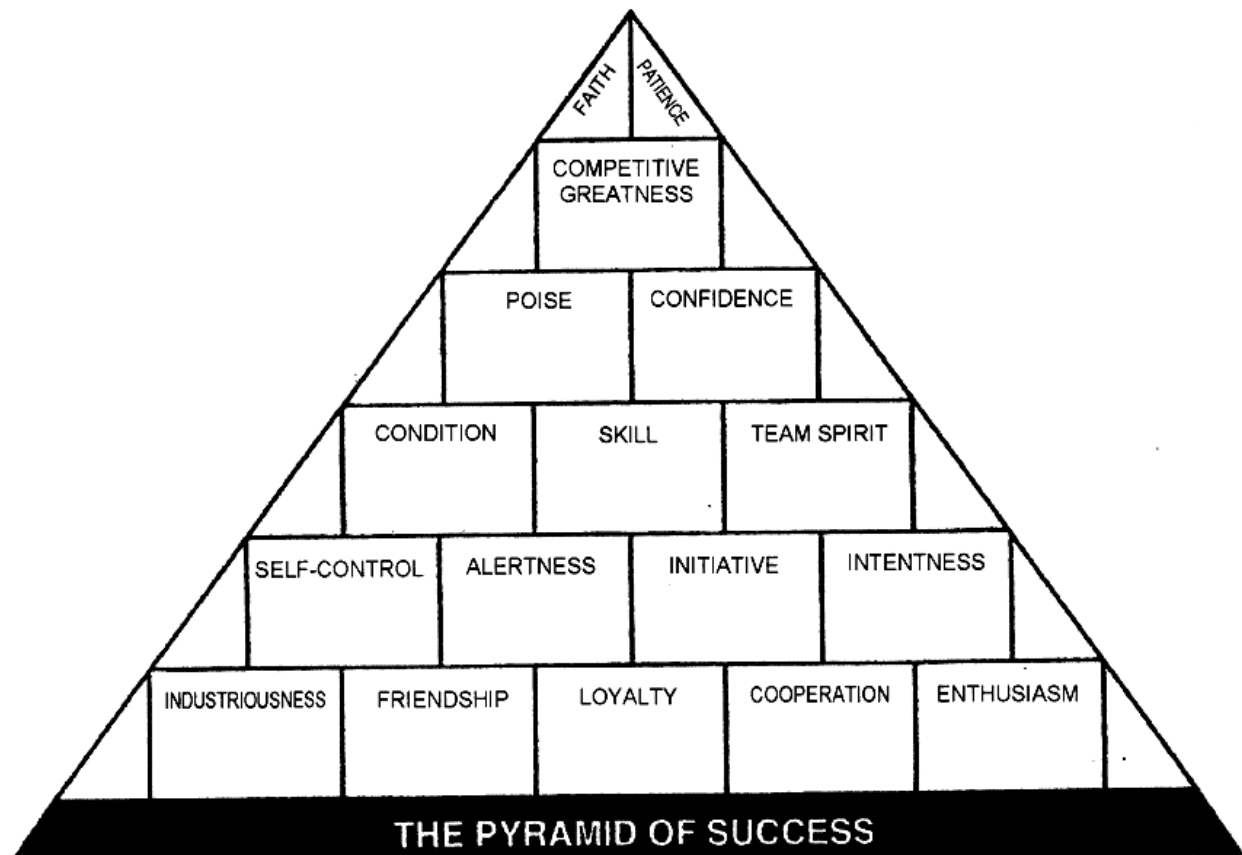 FAITH PATIENCE
COMPETITIVE
GREATNESS
POISE CONFIDENCE
CONDITION SKILL TEAM SPIRIT
SELF-CONTROL ALERTNESS INITIATIVE INTENTNESS
INDUSTRIOUSNESS FRIENDSHIP LOYALTY COOPERATION ENTHUSIASM
THE PYRAMID OF SUCCESS